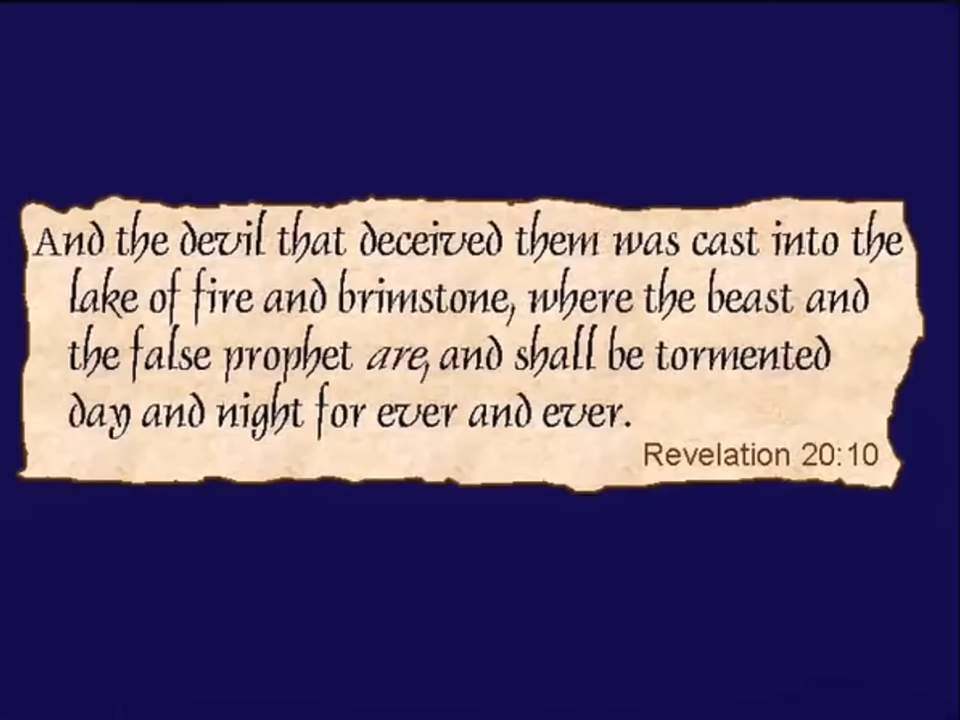 And the devil that deceived them was cast into the
lake of fire and brimstone, where the beast and
the false prophet are, and shall be tormented
day and night for ever and ever.
Revelation 20:10